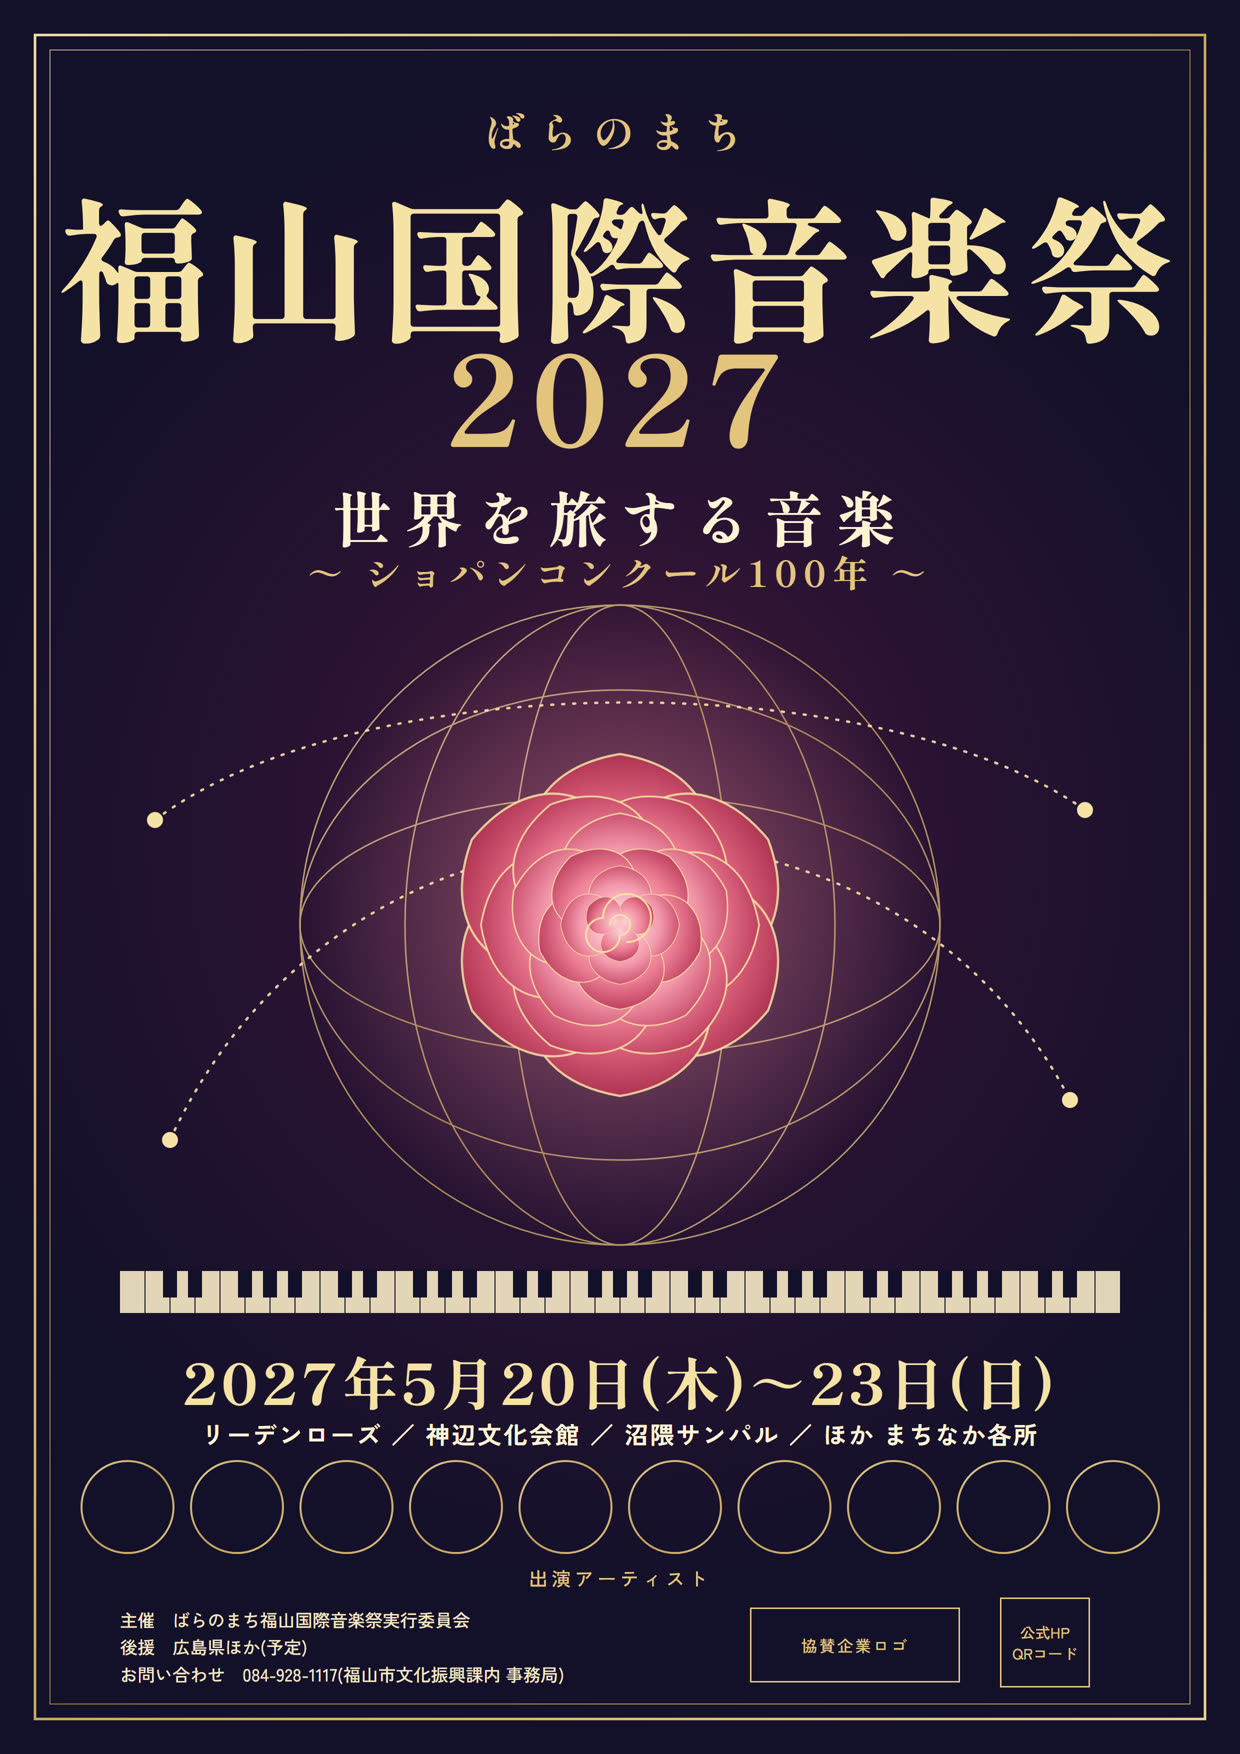 ばらのまち
福山国際音楽祭
2027
世界を旅する音楽
〜 ショパンコンクール100年 〜
2027年5月20日(木)〜23日(日)
リーデンローズ ／ 神辺文化会館 ／ 沼隈サンパル ／ ほか まちなか各所
出演アーティスト
主催　ばらのまち福山国際音楽祭実行委員会
後援　広島県ほか(予定)
お問い合わせ　084-928-1117(福山市文化振興課内 事務局)
協賛企業ロゴ
公式HP
QRコード